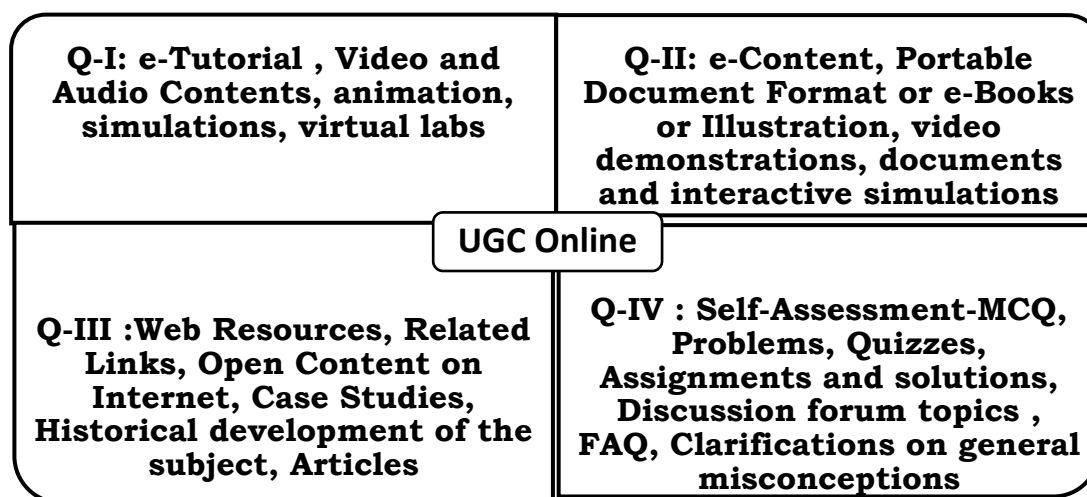 Q-I: e-Tutorial , Video and
Audio Contents, animation,
simulations, virtual labs
Q-II: e-Content, Portable
Document Format or e-Books
or Illustration, video
demonstrations, documents
and interactive simulations
UGC Online
Q-III :Web Resources, Related
Links, Open Content on
Internet, Case Studies,
Historical development of the
subject, Articles
Q-IV : Self-Assessment-MCQ,
Problems, Quizzes,
Assignments and solutions,
Discussion forum topics ,
FAQ, Clarifications on general
misconceptions